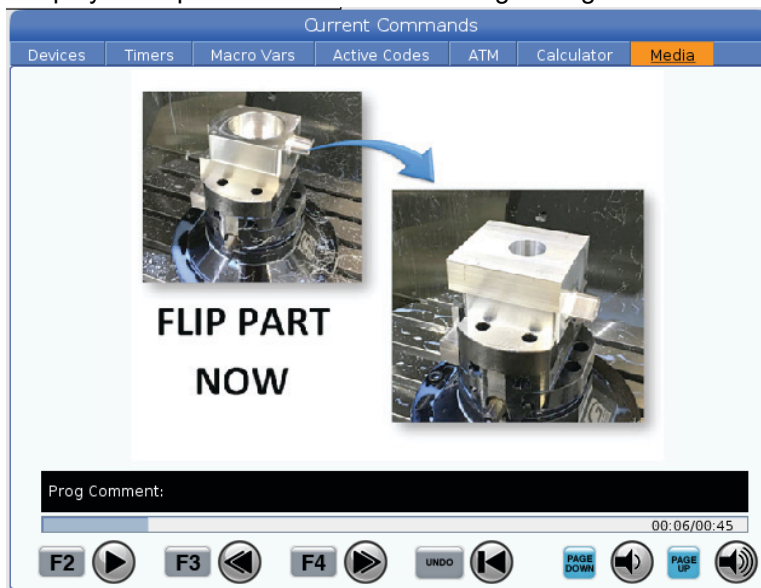 Current Commands
Devices Timers Macro Vars Active Codes ATM Calculator Media
FLIP PART
NOW
Prog Comment:
00:06/00:45
F2 F3 F4 UNDO PAGE DOWN PAGE UP